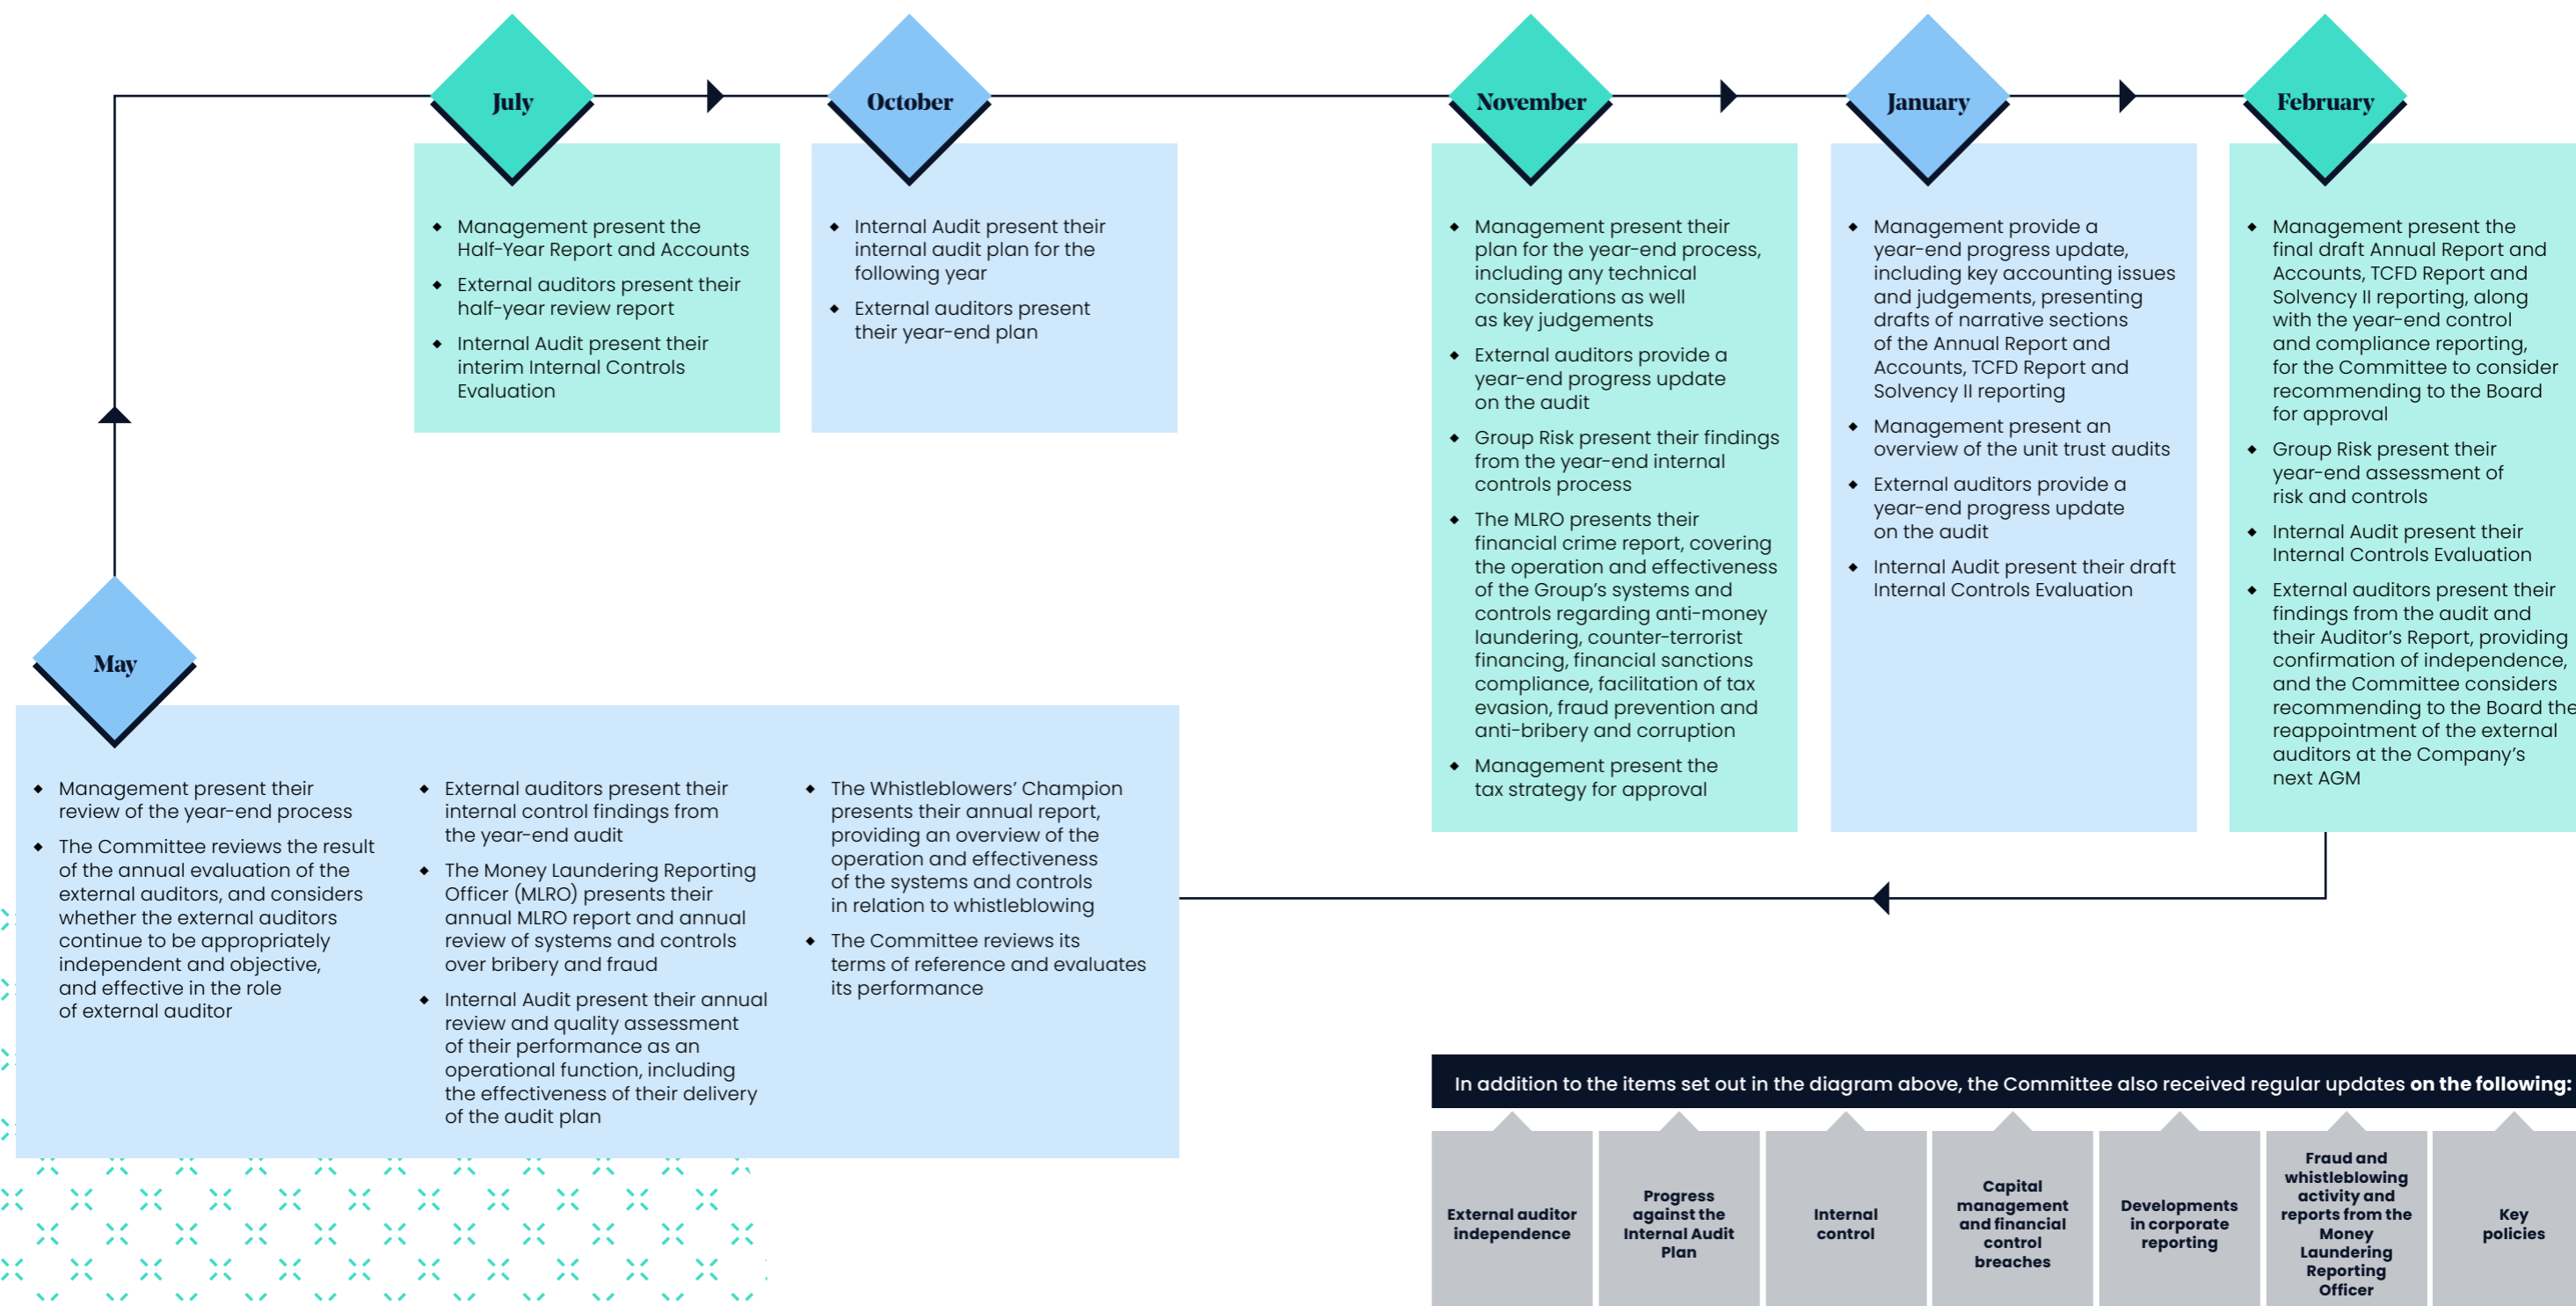 May
Management present their
review of the year-end process
The Committee reviews the result
of the annual evaluation of the
external auditors, and considers
whether the external auditors
continue to be appropriately
independent and objective,
and effective in the role
of external auditor
External auditors present their
internal control findings from
the year-end audit
The Money Laundering Reporting
Officer (MLRO) presents their
annual MLRO report and annual
review of systems and controls
over bribery and fraud
Internal Audit present their annual
review and quality assessment
of their performance as an
operational function, including
the effectiveness of their delivery
of the audit plan
The Whistleblowers’ Champion
presents their annual report,
providing an overview of the
operation and effectiveness
of the systems and controls
in relation to whistleblowing
The Committee reviews its
terms of reference and evaluates
its performance
July
Management present the
Half-Year Report and Accounts
External auditors present their
half-year review report
Internal Audit present their
interim Internal Controls
Evaluation
October
Internal Audit present their
internal audit plan for the
following year
External auditors present
their year-end plan
November
Management present their
plan for the year-end process,
including any technical
considerations as well
as key judgements
External auditors provide a
year-end progress update
on the audit
Group Risk present their findings
from the year-end internal
controls process
The MLRO presents their
financial crime report, covering
the operation and effectiveness
of the Group’s systems and
controls regarding anti-money
laundering, counter-terrorist
financing, financial sanctions
compliance, facilitation of tax
evasion, fraud prevention and
anti-bribery and corruption
Management present the
tax strategy for approval
January
Management provide a
year-end progress update,
including key accounting issues
and judgements, presenting
drafts of narrative sections
of the Annual Report and
Accounts, TCFD Report and
Solvency II reporting
Management present an
overview of the unit trust audits
External auditors provide a
year-end progress update
on the audit
Internal Audit present their draft
Internal Controls Evaluation
February
Management present the
final draft Annual Report and
Accounts, TCFD Report and
Solvency II reporting, along
with the year-end control
and compliance reporting,
for the Committee to consider
recommending to the Board
for approval
Group Risk present their
year-end assessment of
risk and controls
Internal Audit present their
Internal Controls Evaluation
External auditors present their
findings from the audit and
their Auditor’s Report, providing
confirmation of independence,
and the Committee considers
recommending to the Board the
reappointment of the external
auditors at the Company’s
next AGM
In addition to the items set out in the diagram above, the Committee also received regular updates on the following:
External auditor
independence
Progress
against the
Internal Audit
Plan
Internal
control
Capital
management
and financial
control
breaches
Developments
in corporate
reporting
Fraud and
whistleblowing
activity and
reports from the
Money
Laundering
Reporting
Officer
Key
policies